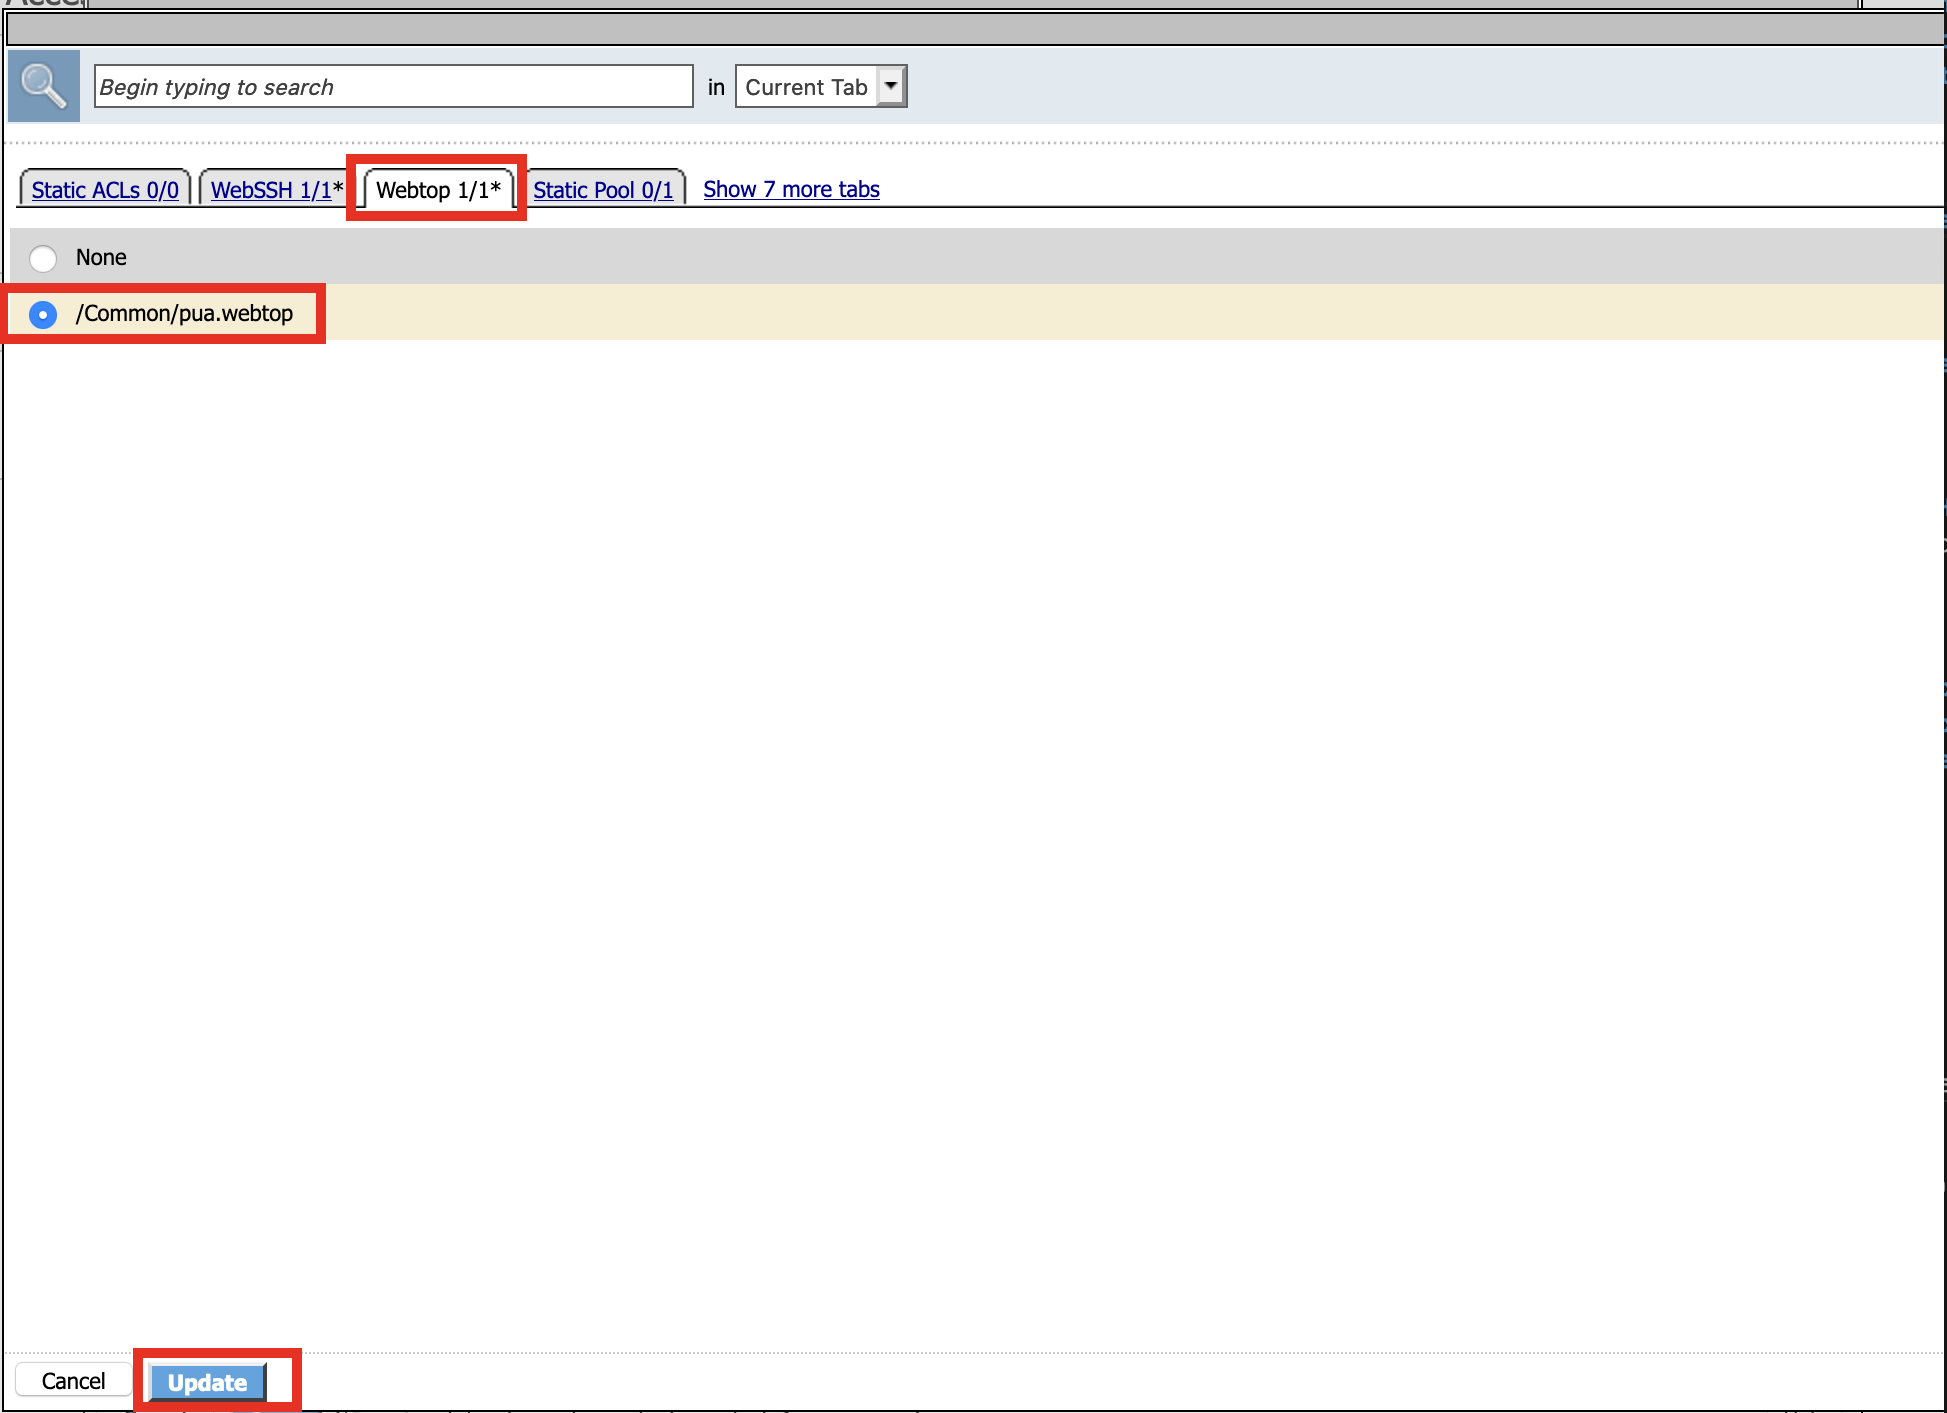 Begin typing to search in Current Tab
Static ACLs 0/0 WebSSH 1/1* Webtop 1/1* Static Pool 0/1 Show 7 more tabs
None
/Common/pua.webtop
Cancel Update